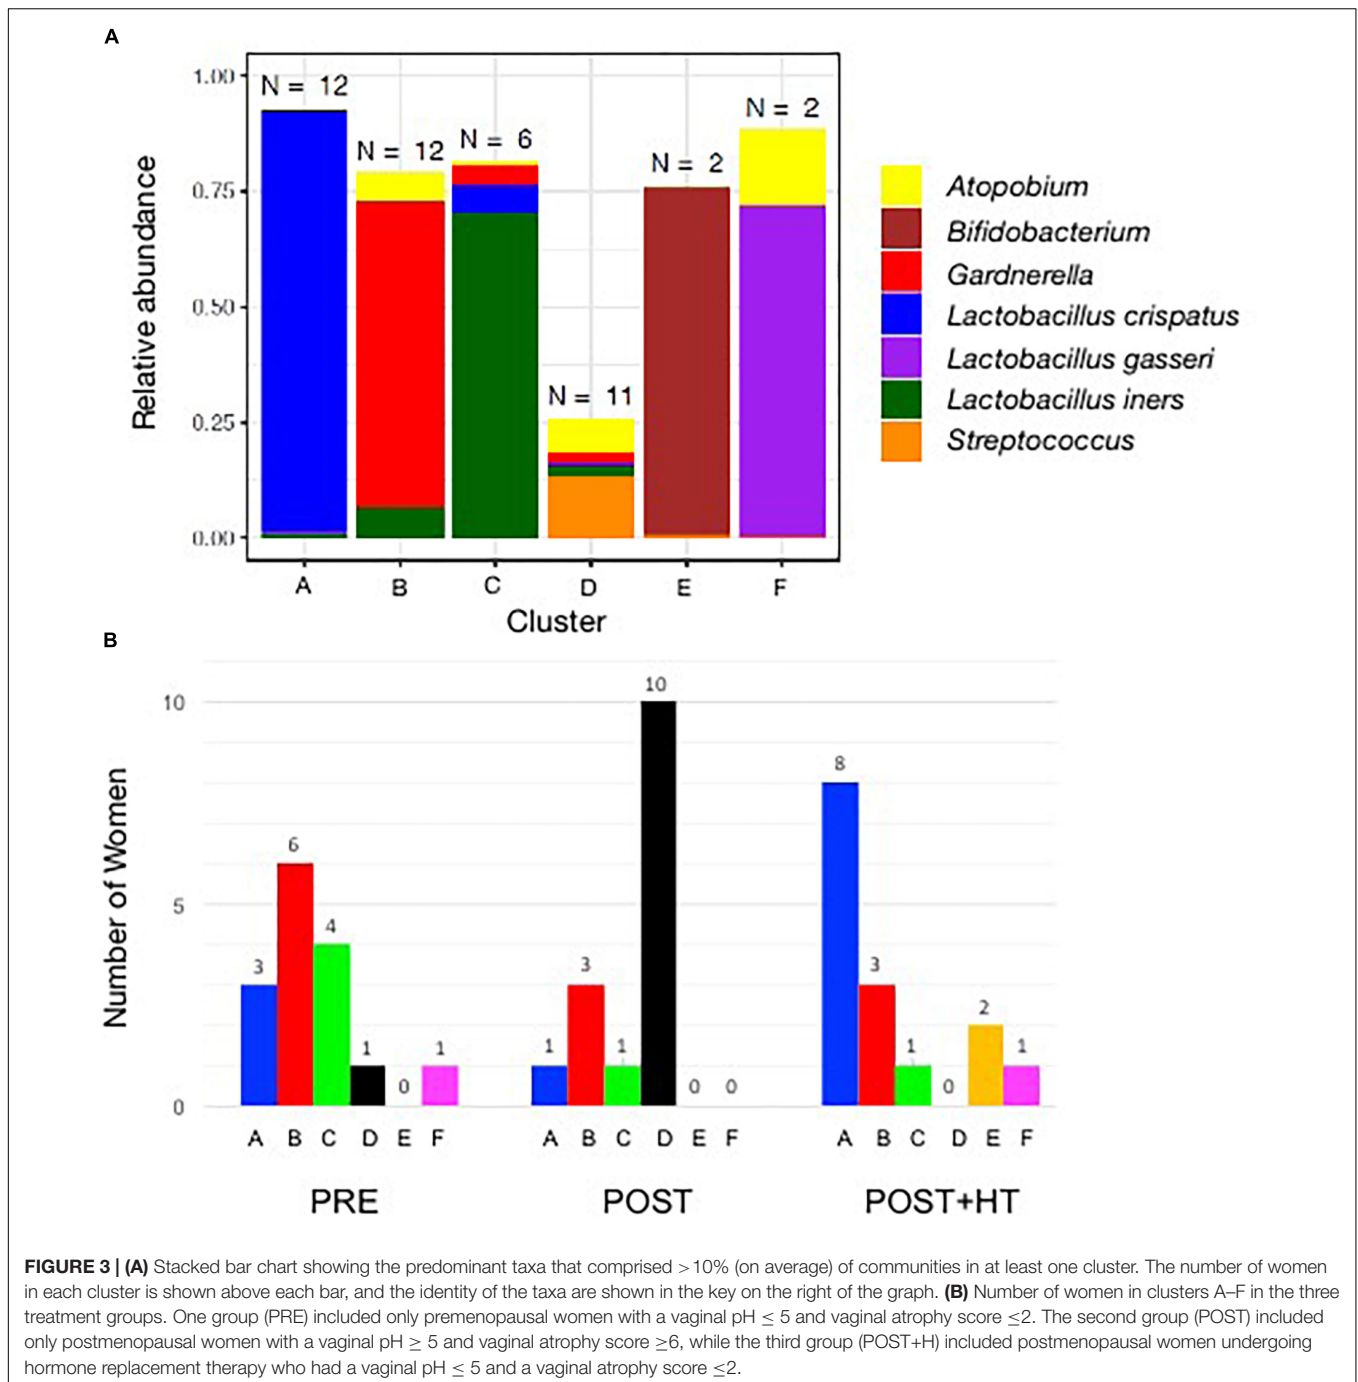 A
N = 12
N = 12
N = 6
N = 11
N = 2
N = 2
1.00
0.75
0.50
0.25
0.00
Relative abundance
A B C D E F
Cluster
Atopobium
Bifidobacterium
Gardnerella
Lactobacillus crispatus
Lactobacillus gasseri
Lactobacillus iners
Streptococcus
B
Number of Women
10
5
0
3 6 4 1 0 1
1 3 1 10 0 0
8 3 1 0 2 1
A B C D E F
A B C D E F
A B C D E F
PRE
POST
POST+HT
FIGURE 3 | (A) Stacked bar chart showing the predominant taxa that comprised >10% (on average) of communities in at least one cluster. The number of women
in each cluster is shown above each bar, and the identity of the taxa are shown in the key on the right of the graph. (B) Number of women in clusters A–F in the three
treatment groups. One group (PRE) included only premenopausal women with a vaginal pH ≤ 5 and vaginal atrophy score ≤2. The second group (POST) included
only postmenopausal women with a vaginal pH ≥ 5 and vaginal atrophy score ≥6, while the third group (POST+H) included postmenopausal women undergoing
hormone replacement therapy who had a vaginal pH ≤ 5 and a vaginal atrophy score ≤2.